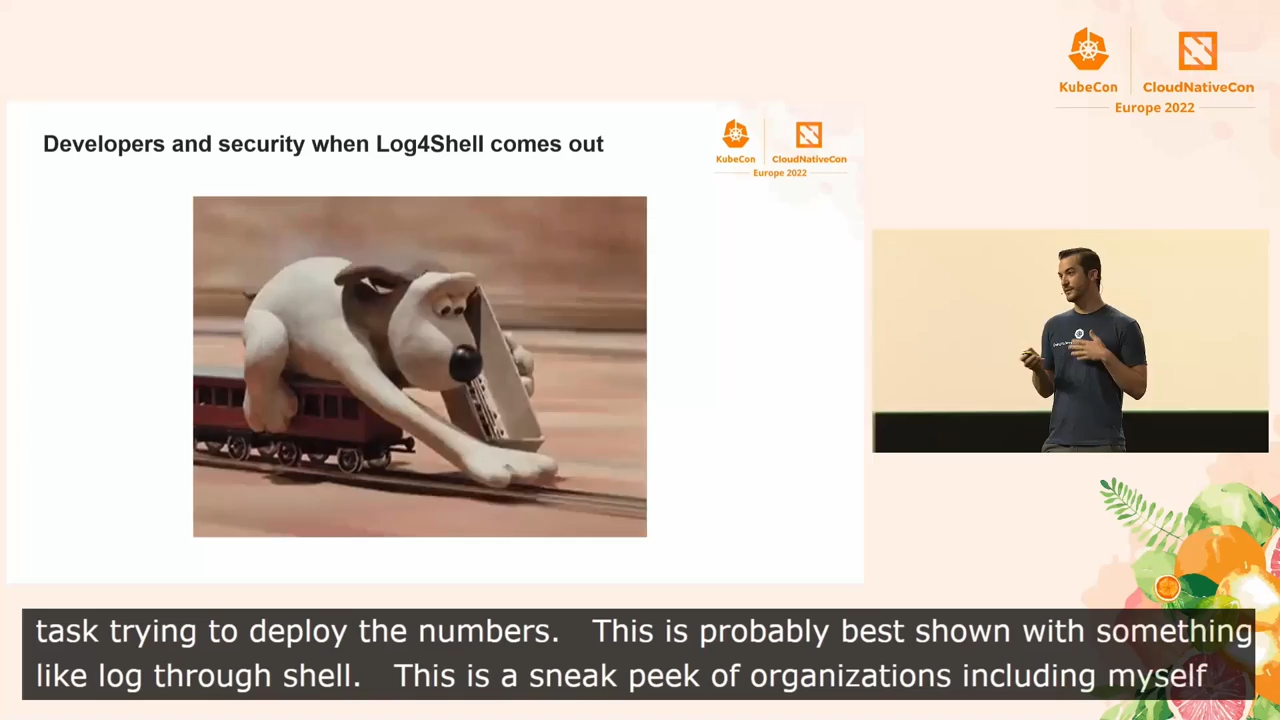 KubeCon
CloudNativeCon
Europe 2022
Developers and security when Log4Shell comes out
KubeCon
CloudNativeCon
Europe 2022
task trying to deploy the numbers. This is probably best shown with something
like log through shell. This is a sneak peek of organizations including myself